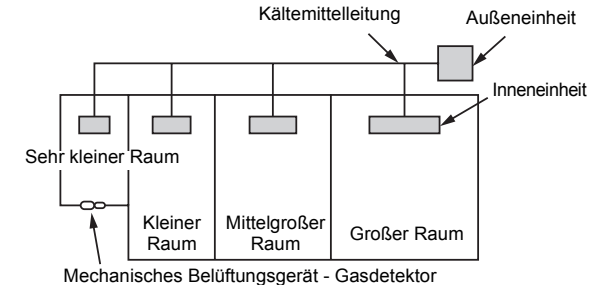 Kältemittelleitung
Außeneinheit
Inneneinheit
Sehr kleiner Raum
Kleiner
Raum
Mittelgroßer
Raum
Großer Raum
Mechanisches Belüftungsgerät - Gasdetektor